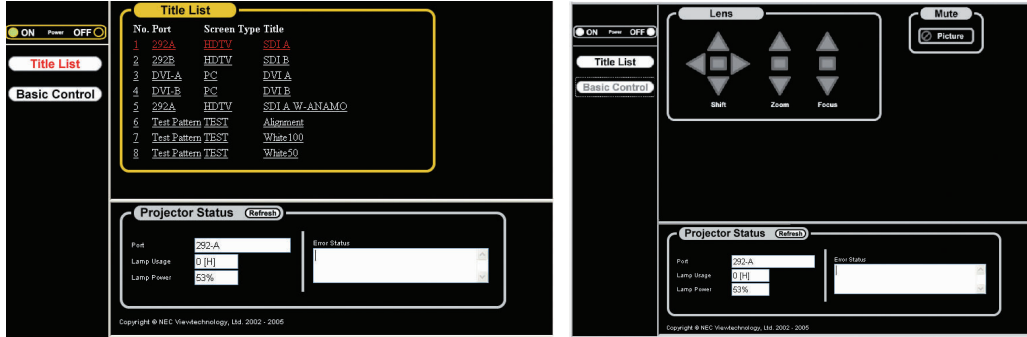 Title List
ON Power OFF
Title List
Basic Control
No. Port Screen Type Title
1 292A HDTV SDI A
2 292B HDTV SDI B
3 DVI-A PC DVI A
4 DVI-B PC DVI B
5 292A HDTV SDI A W-ANAMO
6 Test Pattern TEST Alignment
7 Test Pattern TEST White100
8 Test Pattern TEST White50
Projector Status Refresh
Port 292-A
Lamp Usage 0 [H]
Lamp Power 53%
Error Status
Copyright © NEC Viewtechnology, Ltd. 2002 - 2005
Lens
Mute
ON Power OFF
Picture
Title List
Basic Control
Shift Zoom Focus
Projector Status Refresh
Port 292-A
Lamp Usage 0 [H]
Lamp Power 53%
Error Status
Copyright © NEC Viewtechnology, Ltd. 2002 - 2005